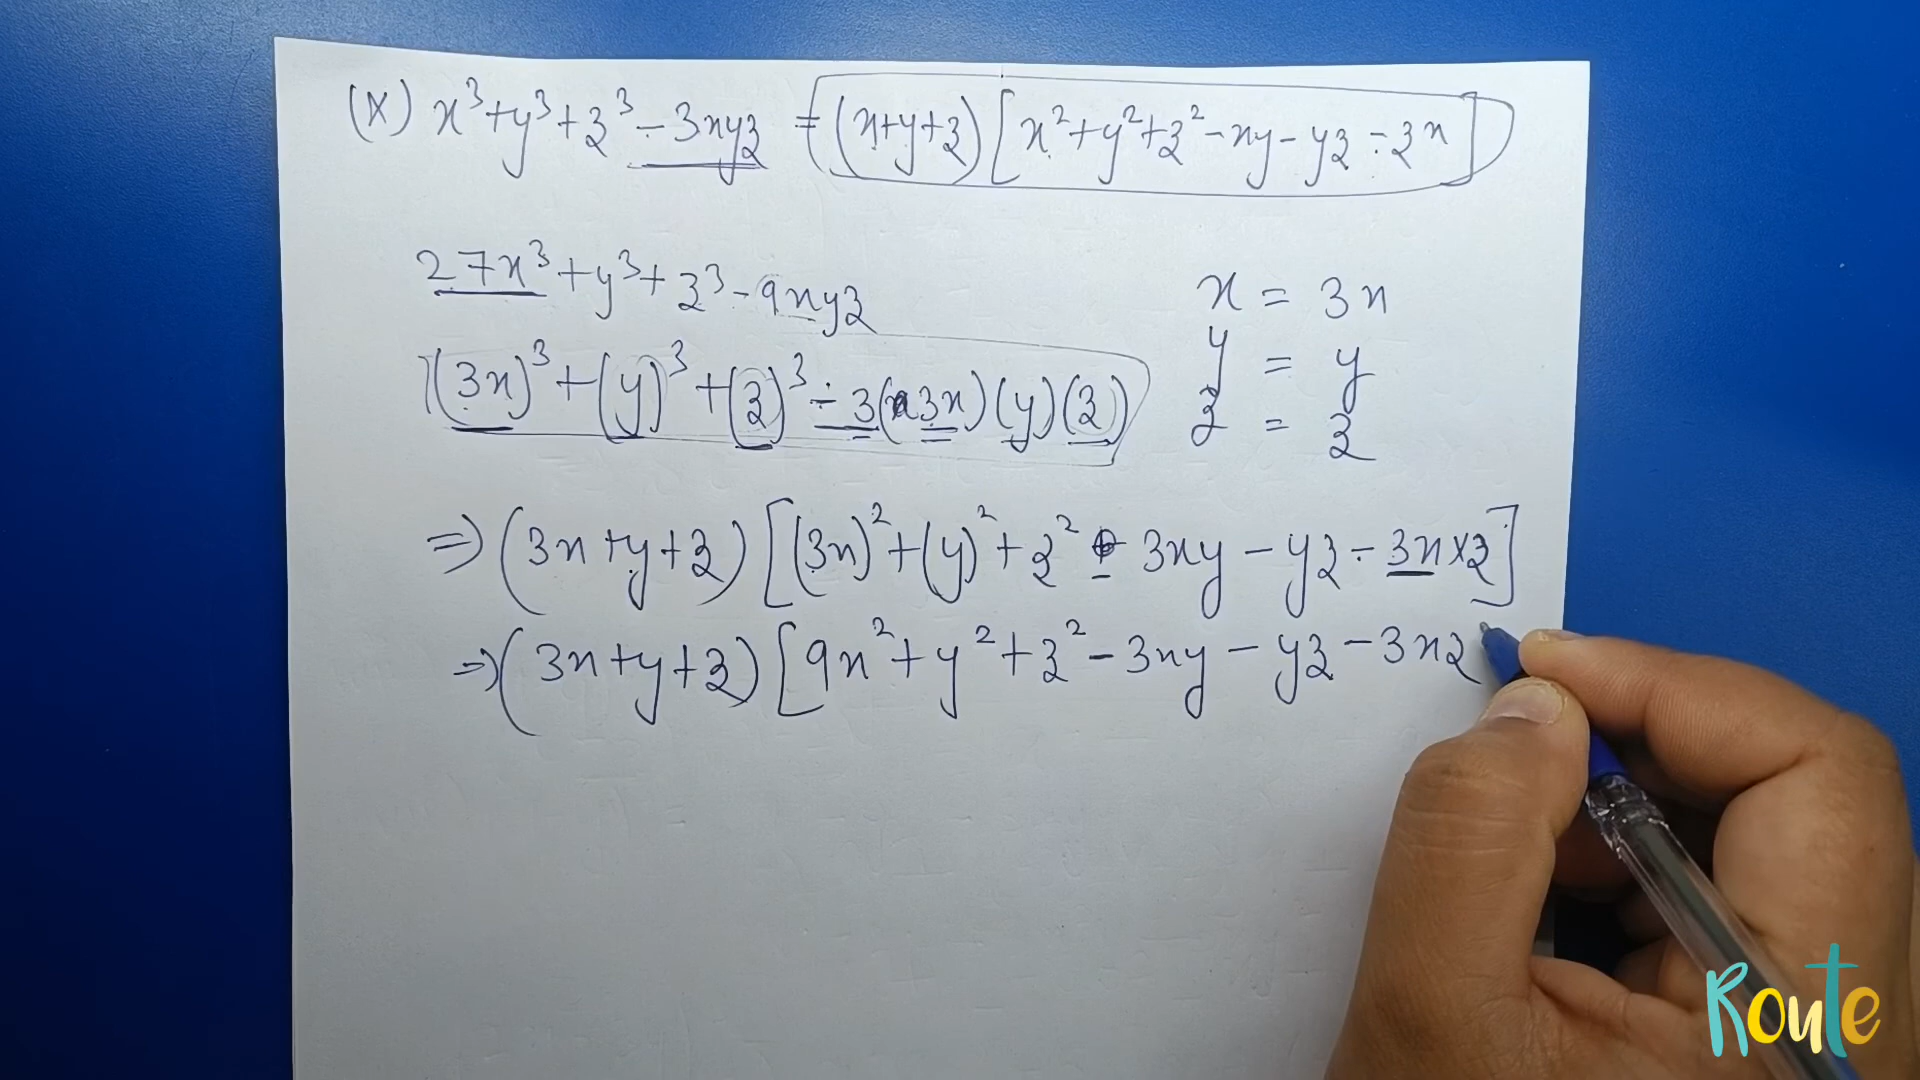 (X) x³+y³+z³-3xyz = (x+y+z)[x²+y²+z²-xy-yz-zx]
27x³+y³+z³-9xyz
(3x)³+(y)³+(z)³-3(3x)(y)(z)
x = 3x
y = y
z = z
⇒(3x+y+z)[(3x)²+(y)²+z²-3xy-yz-3x×z]
⇒(3x+y+z)[9x²+y²+z²-3xy-yz-3xz
Route